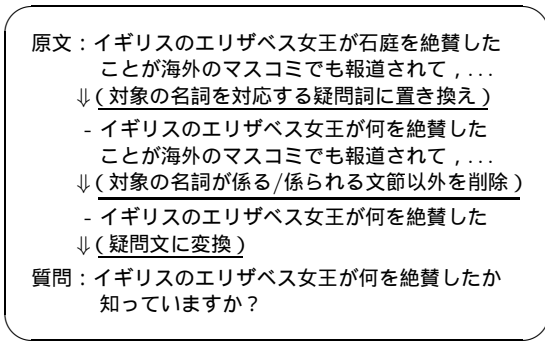 原文：イギリスのエリザベス女王が石庭を絶賛した
ことが海外のマスコミでも報道されて , . . .
⇓ ( 対象の名詞を対応する疑問詞に置き換え )
- イギリスのエリザベス女王が何を絶賛した
ことが海外のマスコミでも報道されて , . . .
⇓ ( 対象の名詞が係る/係られる文節以外を削除 )
- イギリスのエリザベス女王が何を絶賛した
⇓ ( 疑問文に変換 )
質問：イギリスのエリザベス女王が何を絶賛したか
知っていますか？